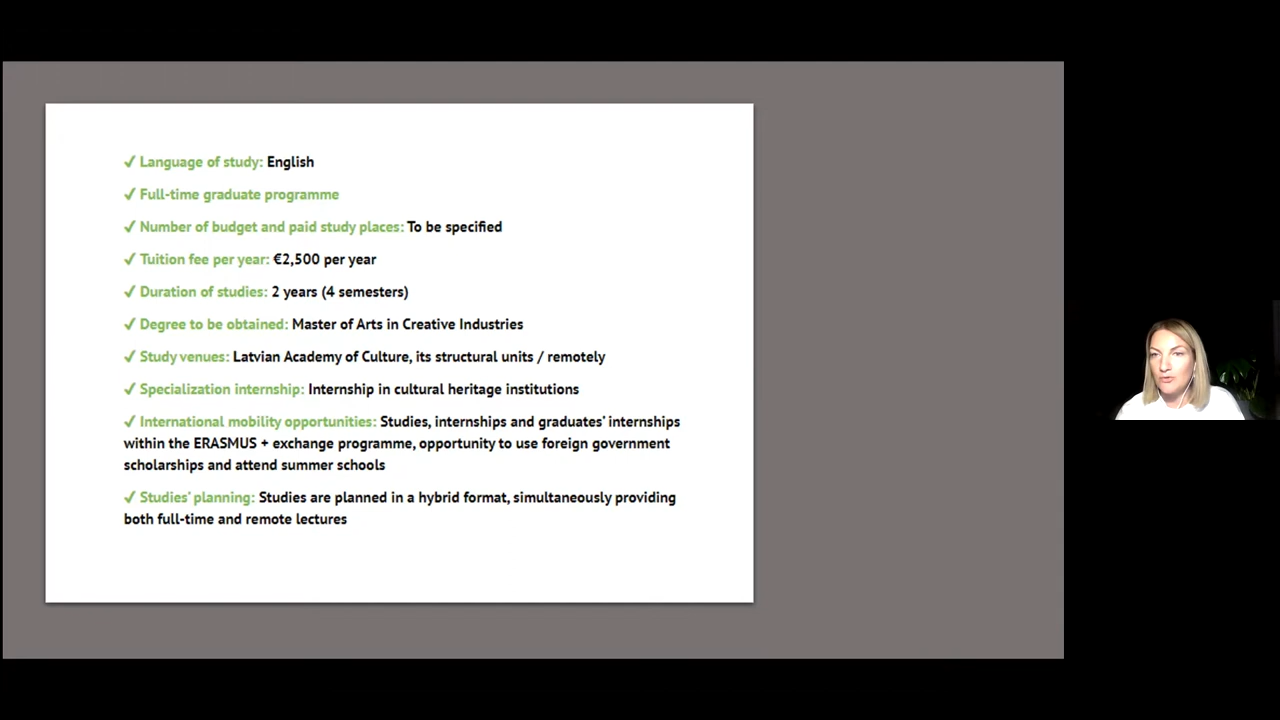 ✓ Language of study: English
✓ Full-time graduate programme
✓ Number of budget and paid study places: To be specified
✓ Tuition fee per year: €2,500 per year
✓ Duration of studies: 2 years (4 semesters)
✓ Degree to be obtained: Master of Arts in Creative Industries
✓ Study venues: Latvian Academy of Culture, its structural units / remotely
✓ Specialization internship: Internship in cultural heritage institutions
✓ International mobility opportunities: Studies, internships and graduates' internships
within the ERASMUS + exchange programme, opportunity to use foreign government
scholarships and attend summer schools
✓ Studies' planning: Studies are planned in a hybrid format, simultaneously providing
both full-time and remote lectures